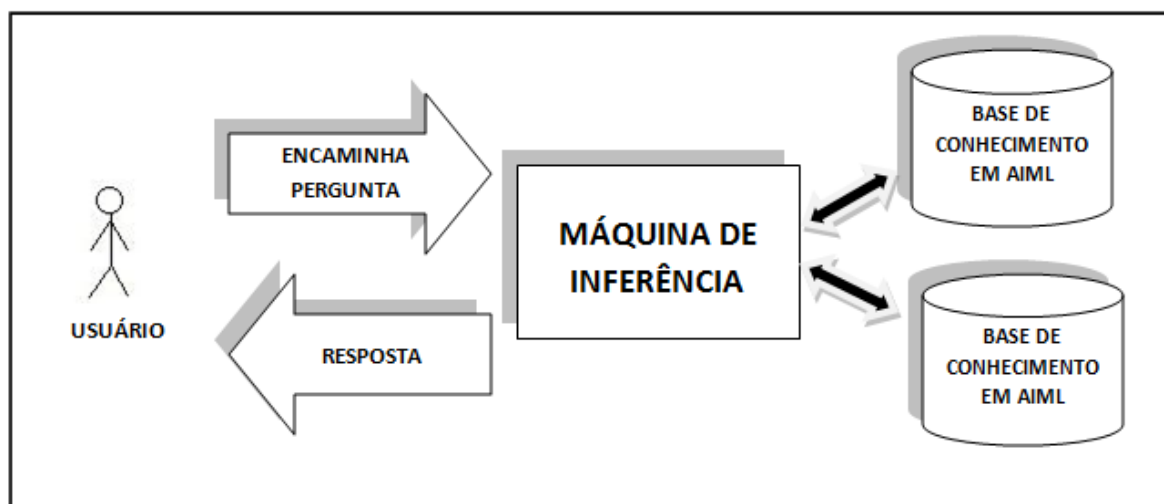 ENCAMINHA
PERGUNTA
USUÁRIO
RESPOSTA
MÁQUINA DE
INFERÊNCIA
BASE DE
CONHECIMENTO
EM AIML
BASE DE
CONHECIMENTO
EM AIML